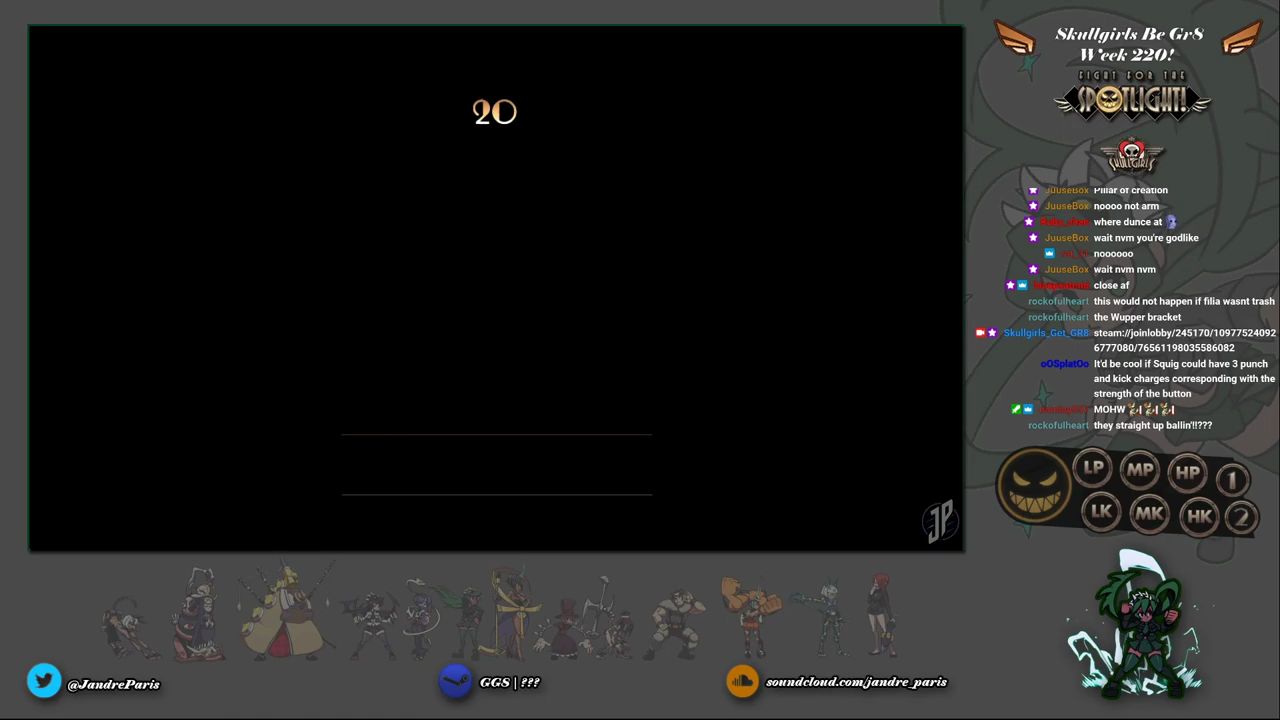 20
Skullgirls Be Gr8
Week 220!
FIGHT FOR THE
SPOTLIGHT!
SKULLGIRLS
JuuseBox Pillar of creation
JuuseBox noooo not arm
where dunce at
JuuseBox wait nvm you're godlike
noooooo
JuuseBox wait nvm nvm
close af
rockofulheart this would not happen if filia wasnt trash
rockofulheart the Wupper bracket
Skullgirls_Get_GR8 steam://joinlobby/245170/10977524092
6777080/76561198035586082
oOSplatOo It'd be cool if Squig could have 3 punch
and kick charges corresponding with the
strength of the button
MOHW
rockofulheart they straight up ballin'!!???
LP MP HP 1
LK MK HK 2
JP
@JandreParis
GGS | ???
soundcloud.com/jandre_paris